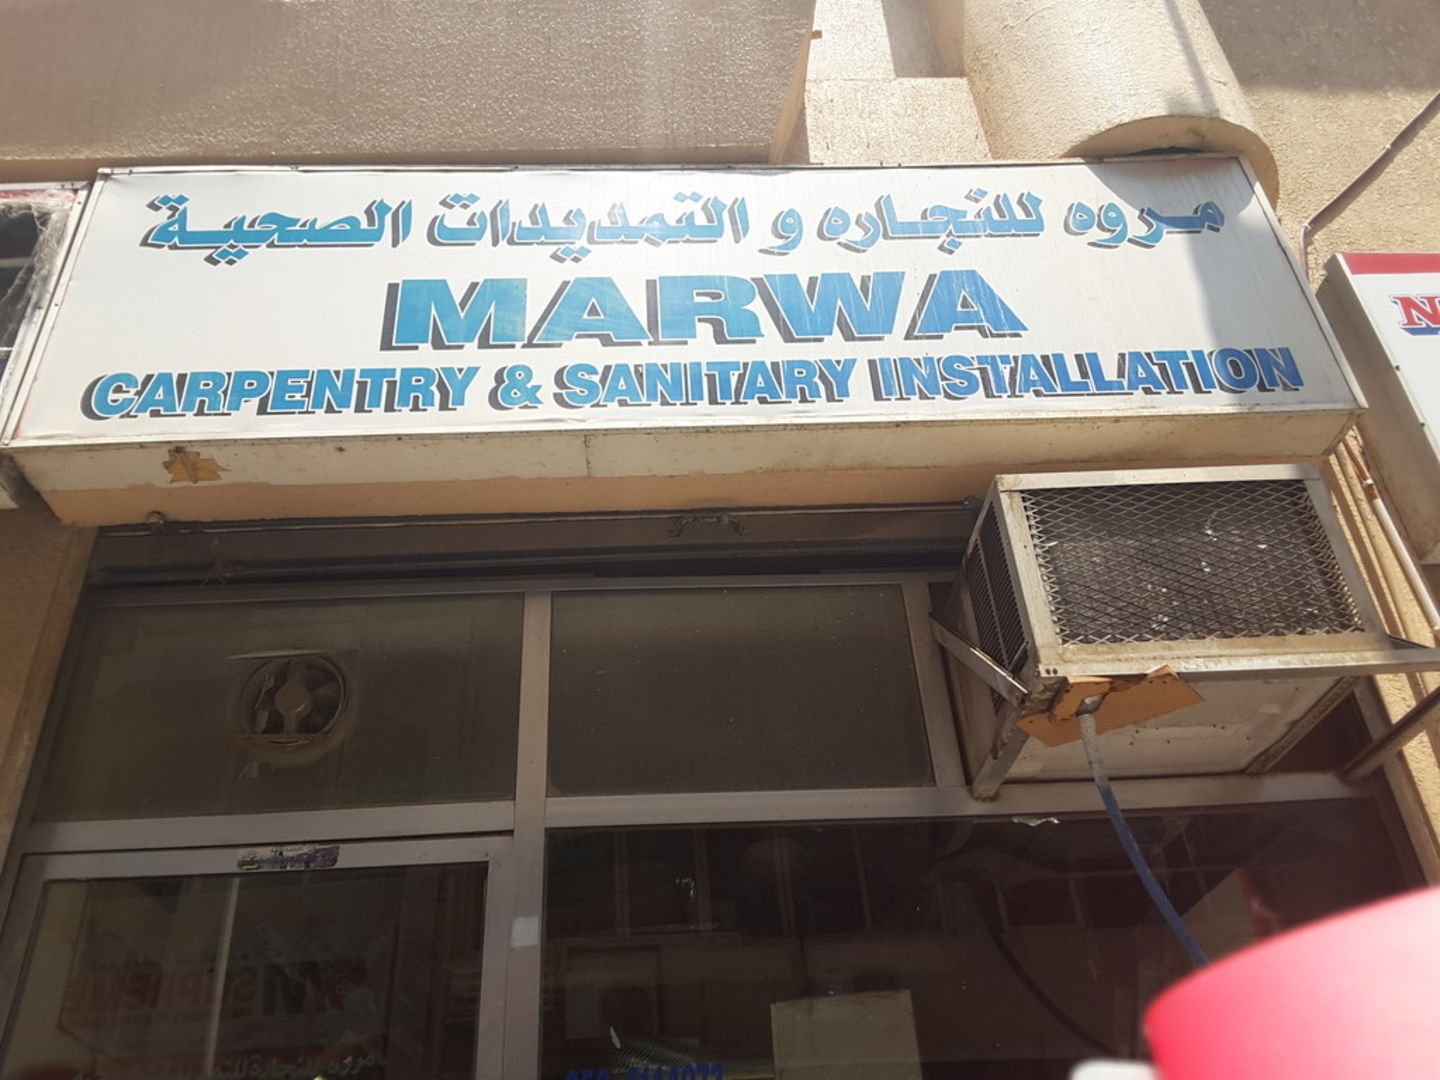 مروه للنجاره و التمديدات الصحية
MARWA
CARPENTRY & SANITARY INSTALLATION
N